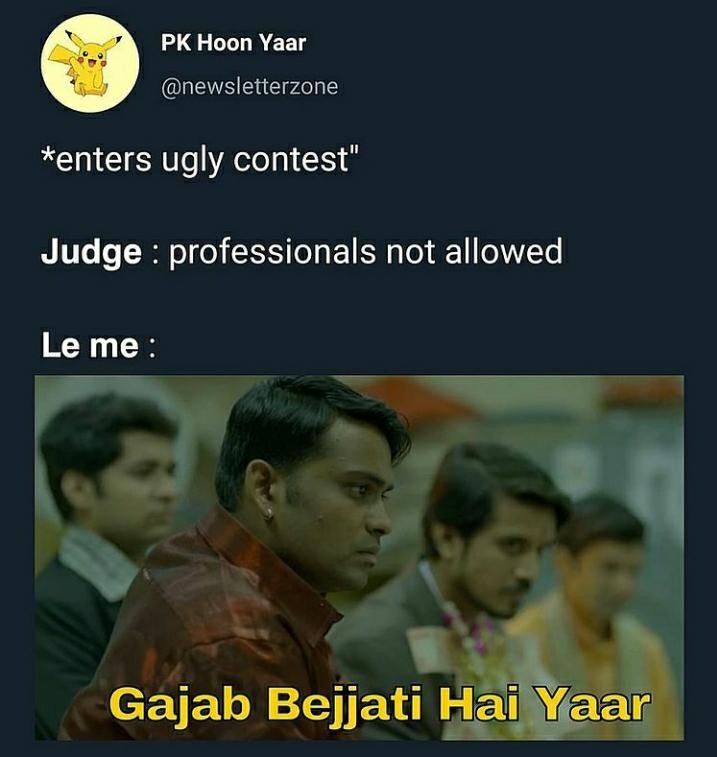 PK Hoon Yaar
@newsletterzone
*enters ugly contest"
Judge : professionals not allowed
Le me :
Gajab Bejjati Hai Yaar